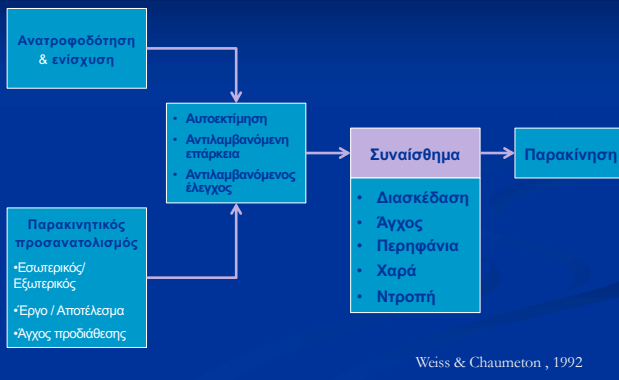 Ανατροφοδότηση
& ενίσχυση
• Αυτοεκτίμηση
• Αντιλαμβανόμενη
επάρκεια
• Αντιλαμβανόμενος
έλεγχος
Παρακινητικός
προσανατολισμός
•Εσωτερικός/
Εξωτερικός
•Έργο / Αποτέλεσμα
•Άγχος προδιάθεσης
Συναίσθημα
• Διασκέδαση
• Άγχος
• Περηφάνια
• Χαρά
• Ντροπή
Παρακίνηση
Weiss & Chaumeton , 1992